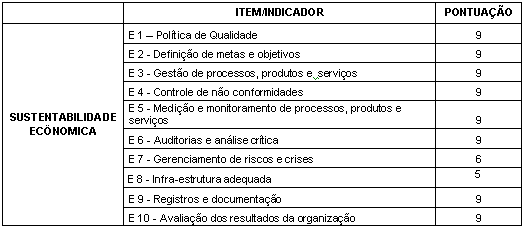 ITEM/INDICADOR PONTUAÇÃO
SUSTENTABILIDADE
ECÔNOMICA
E 1 – Política de Qualidade 9
E 2 - Definição de metas e objetivos 9
E 3 - Gestão de processos, produtos e serviços 9
E 4 - Controle de não conformidades 9
E 5 - Medição e monitoramento de processos, produtos e
serviços 9
E 6 - Auditorias e análise crítica 9
E 7 - Gerenciamento de riscos e crises 6
E 8 - Infra-estrutura adequada 5
E 9 - Registros e documentação 9
E 10 - Avaliação dos resultados da organização 9